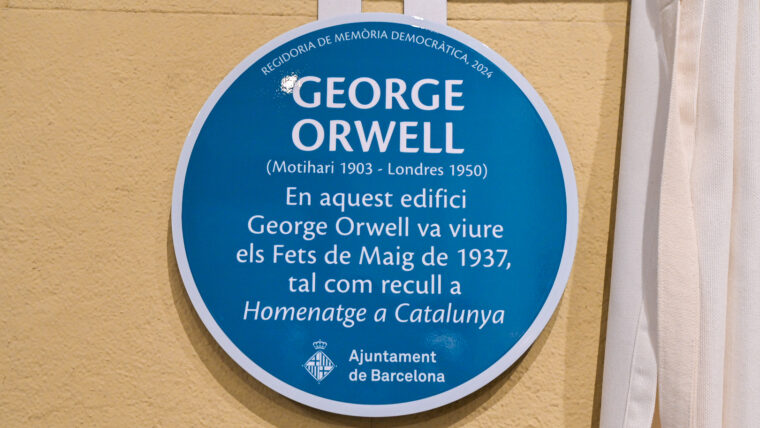 REGIDORIA DE MEMÒRIA DEMOCRÀTICA, 2024
GEORGE
ORWELL
(Motihari 1903 - Londres 1950)
En aquest edifici
George Orwell va viure
els Fets de Maig de 1937,
tal com recull a
Homenatge a Catalunya
Ajuntament
de Barcelona